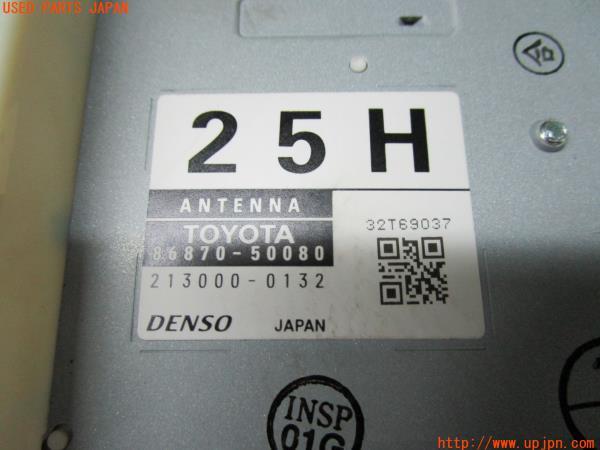 USED PARTS JAPAN
25H
ANTENNA
TOYOTA
86870-50080
32T69037
213000-0132
DENSO JAPAN
INSP
01G
http://www.upjpn.com/